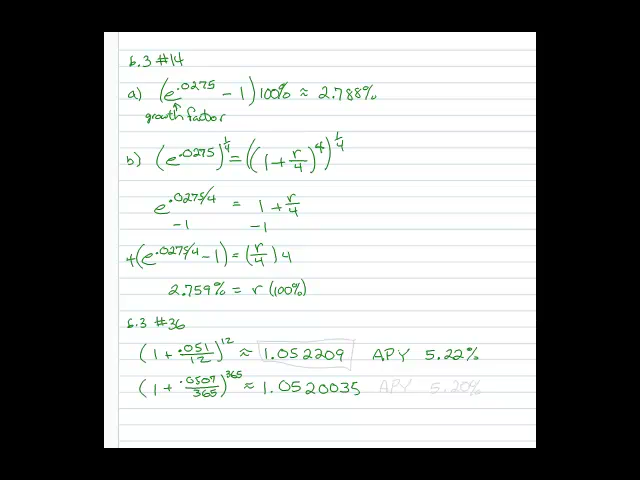 6.3 #14
a) (e^.0275 - 1) 100% ≈ 2.788%
growth factor
b) (e^.0275)^1/4 = ((1 + r/4)^4)^1/4
e^.0275/4 = 1 + r/4
-1 -1
4(e^.0275/4 - 1) = (r/4) 4
2.759% = r (100%)
6.3 #36
(1 + .051/12)^12 ≈ 1.052209 APY 5.22%
(1 + .0507/365)^365 ≈ 1.0520035 APY 5.20%